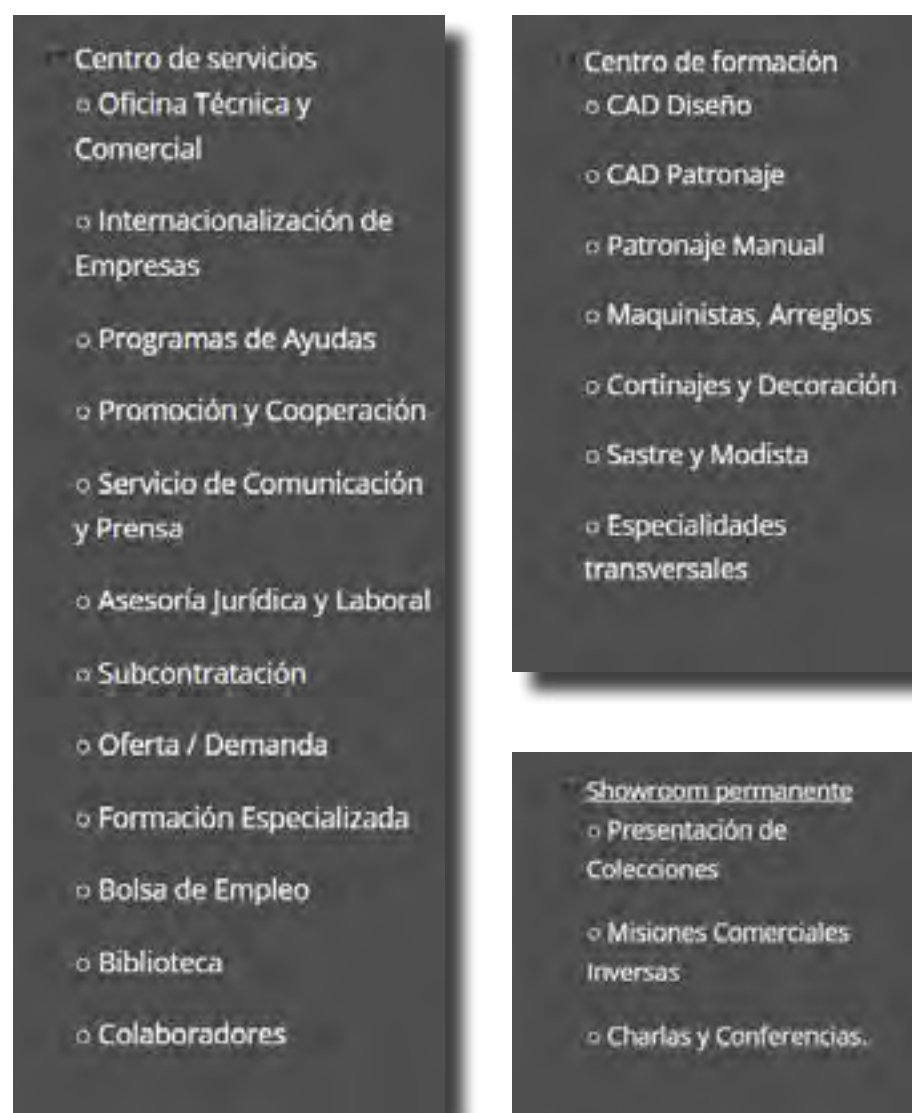 Centro de servicios
o Oficina Técnica y
Comercial
o Internacionalización de
Empresas
o Programas de Ayudas
o Promoción y Cooperación
o Servicio de Comunicación
y Prensa
o Asesoría Jurídica y Laboral
o Subcontratación
o Oferta / Demanda
o Formación Especializada
o Bolsa de Empleo
o Biblioteca
o Colaboradores
Centro de formación
o CAD Diseño
o CAD Patronaje
o Patronaje Manual
o Maquinistas, Arreglos
o Cortinajes y Decoración
o Sastre y Modista
o Especialidades
transversales
Showroom permanente
o Presentación de
Colecciones
o Misiones Comerciales
Inversas
o Charlas y Conferencias.